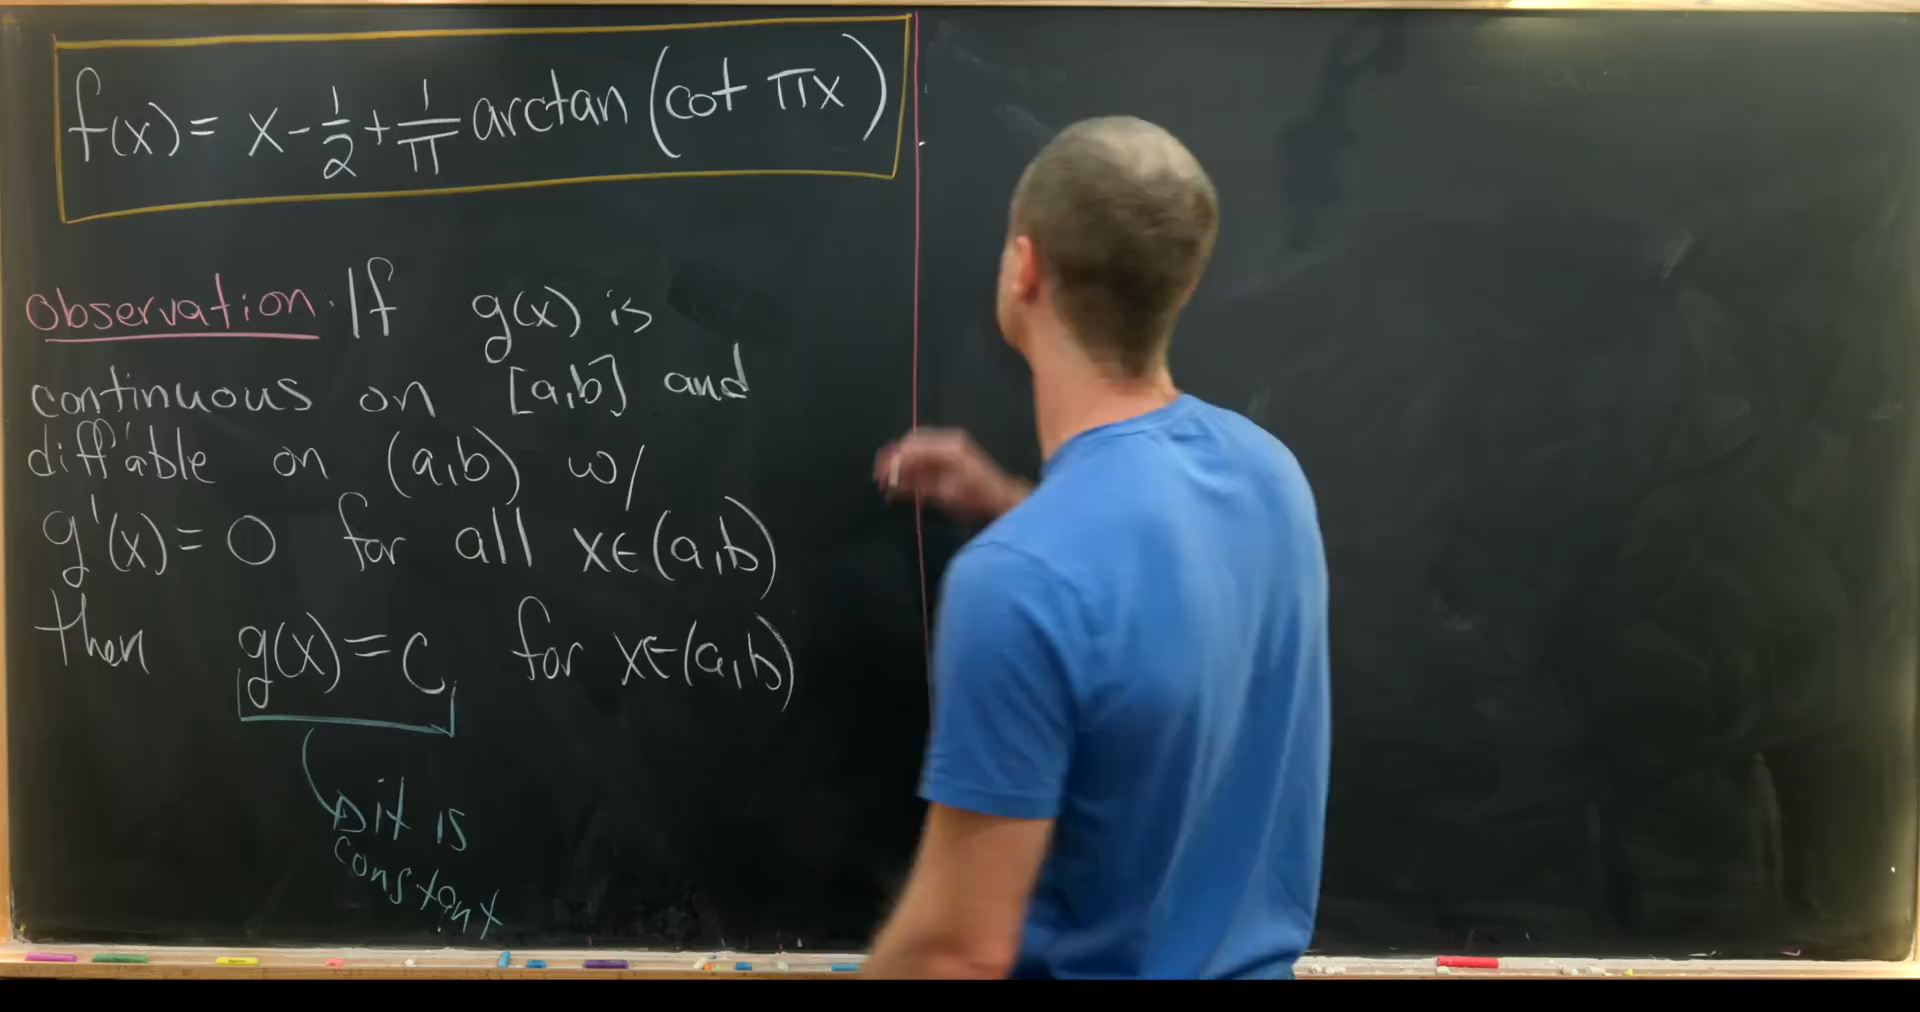 f(x) = x - 1/2 + 1/π arctan (cot πx)
Observation: If g(x) is
continuous on [a,b] and
diff'able on (a,b) w/
g'(x) = 0 for all x∈(a,b)
then g(x) = c for x∈(a,b)
it is
constant